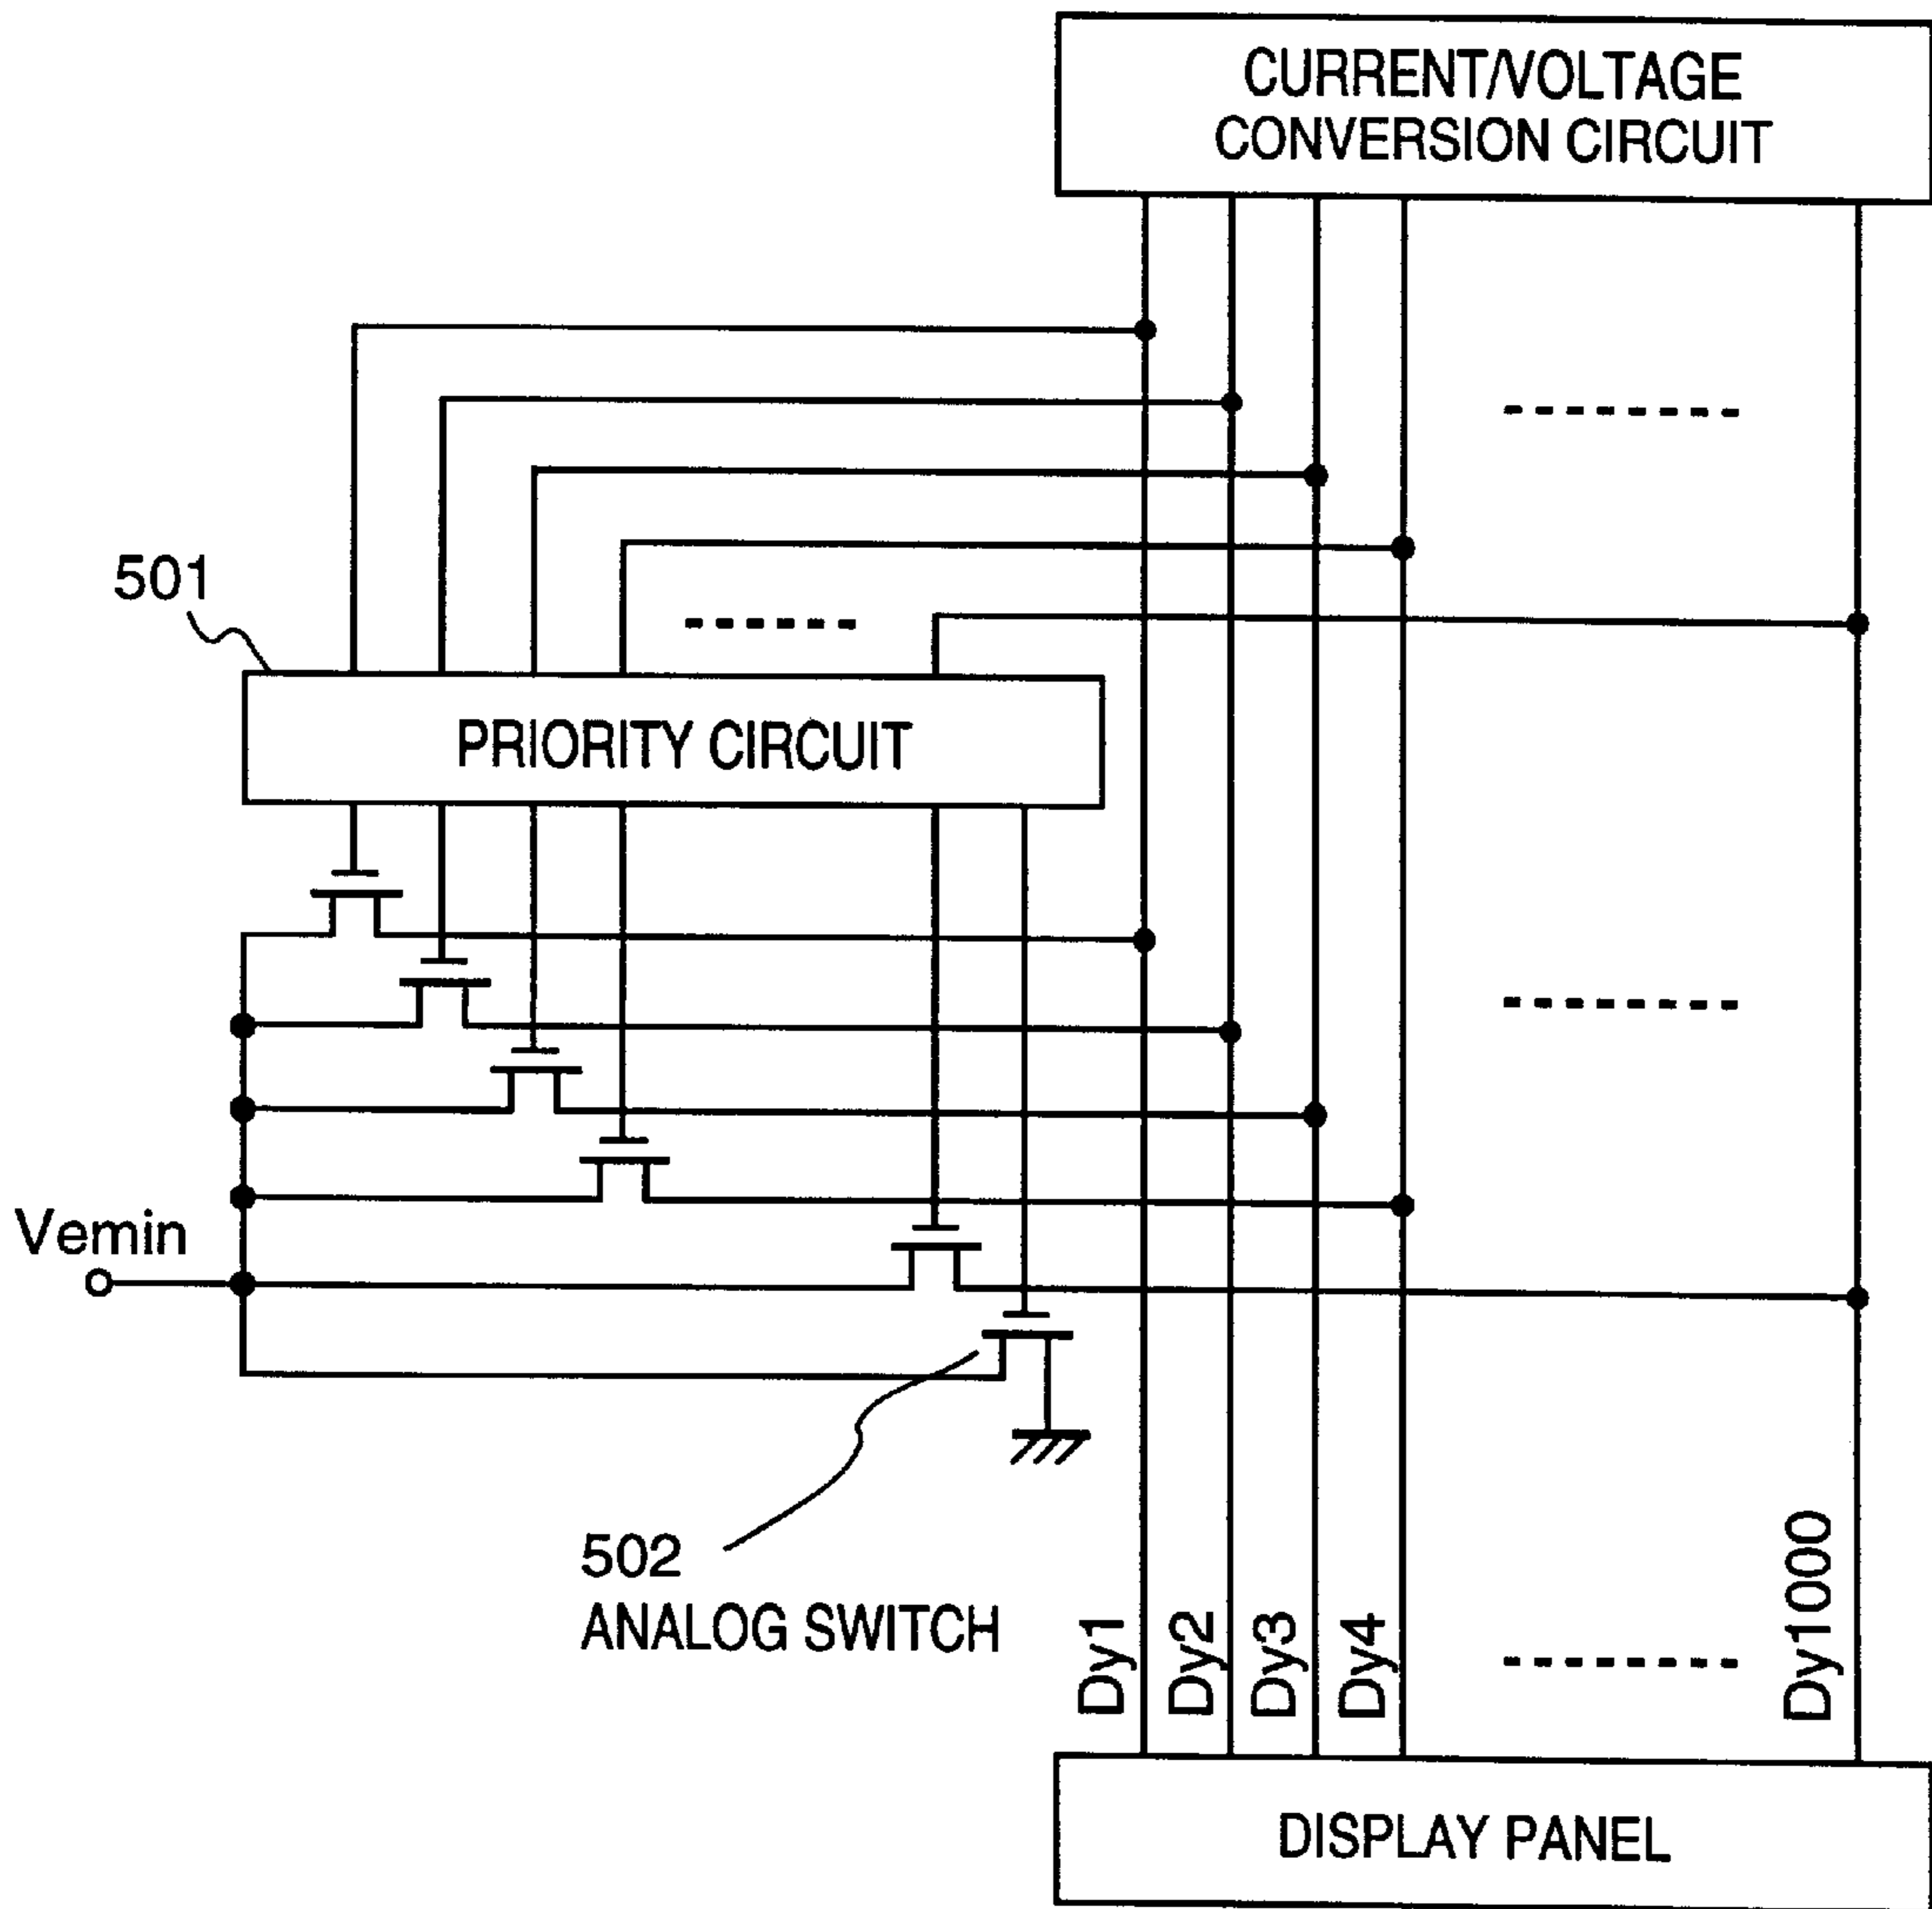 CURRENT/VOLTAGE
CONVERSION CIRCUIT
501
PRIORITY CIRCUIT
Vemin
502
ANALOG SWITCH
Dy1
Dy2
Dy3
Dy4
Dy1000
DISPLAY PANEL